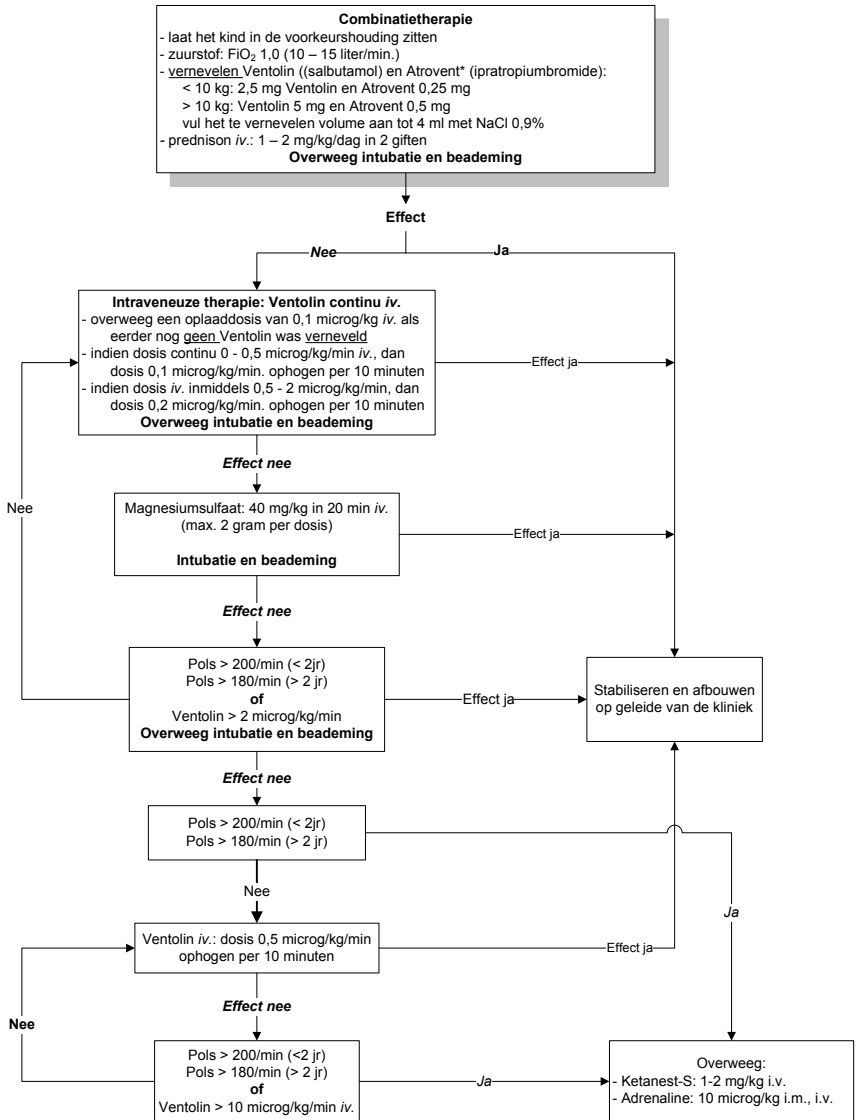 Combinatietherapie
- laat het kind in de voorkeurshouding zitten
- zuurstof: FiO2 1,0 (10 – 15 liter/min.)
- vernevelen Ventolin ((salbutamol) en Atrovent* (ipratropiumbromide):
< 10 kg: 2,5 mg Ventolin en Atrovent 0,25 mg
> 10 kg: Ventolin 5 mg en Atrovent 0,5 mg
vul het te vernevelen volume aan tot 4 ml met NaCl 0,9%
- prednison iv.: 1 – 2 mg/kg/dag in 2 giften
Overweeg intubatie en beademing
Effect
Nee
Ja
Intraveneuze therapie: Ventolin continu iv.
- overweeg een oplaaddosis van 0,1 microg/kg iv. als
eerder nog geen Ventolin was verneveld
- indien dosis continu 0 - 0,5 microg/kg/min iv., dan
dosis 0,1 microg/kg/min. ophogen per 10 minuten
- indien dosis iv. inmiddels 0,5 - 2 microg/kg/min, dan
dosis 0,2 microg/kg/min. ophogen per 10 minuten
Overweeg intubatie en beademing
Effect ja
Effect nee
Nee
Magnesiumsulfaat: 40 mg/kg in 20 min iv.
(max. 2 gram per dosis)
Intubatie en beademing
Effect ja
Effect nee
Pols > 200/min (< 2jr)
Pols > 180/min (> 2 jr)
of
Ventolin > 2 microg/kg/min
Overweeg intubatie en beademing
Effect ja
Stabiliseren en afbouwen
op geleide van de kliniek
Effect nee
Pols > 200/min (< 2jr)
Pols > 180/min (> 2 jr)
Nee
Ja
Ventolin iv.: dosis 0,5 microg/kg/min
ophogen per 10 minuten
Effect ja
Effect nee
Nee
Pols > 200/min (<2 jr)
Pols > 180/min (> 2 jr)
of
Ventolin > 10 microg/kg/min iv.
Ja
Overweeg:
- Ketanest-S: 1-2 mg/kg i.v.
- Adrenaline: 10 microg/kg i.m., i.v.